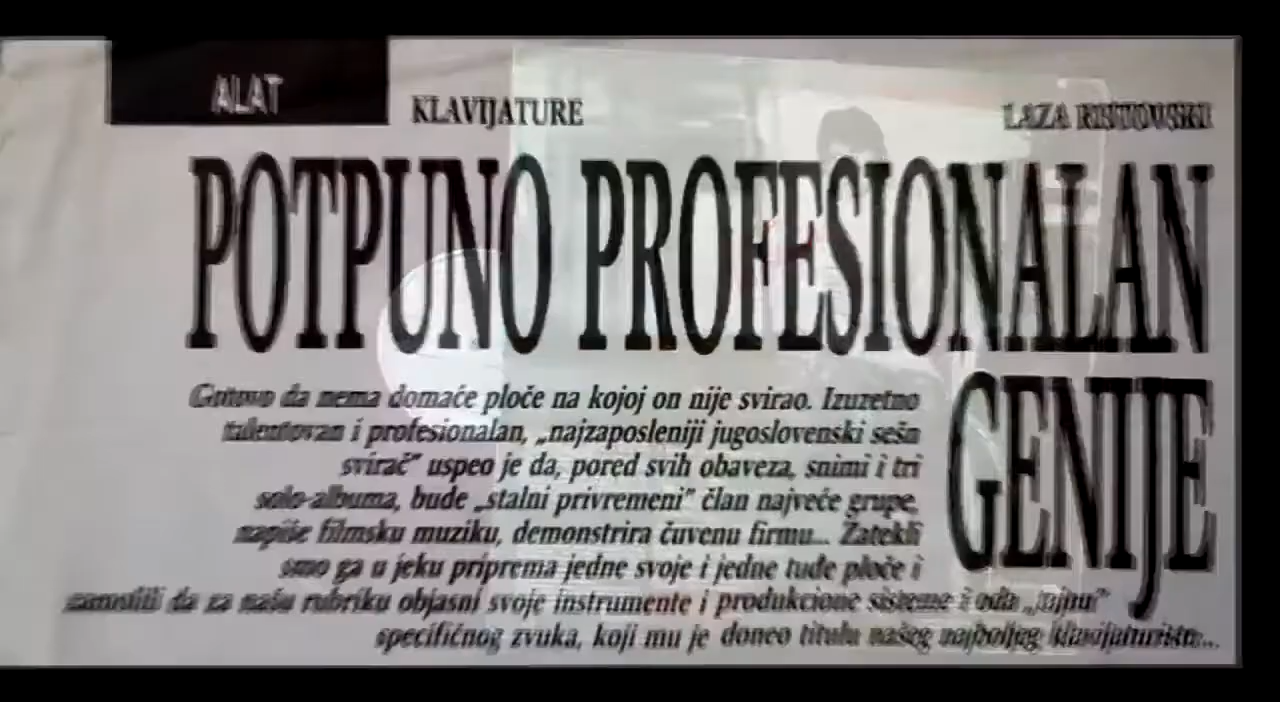 ALAT
KLAVIJATURE
LAZA RISTOVSKI
POTPUNO PROFESIONALAN
GENIJE
Gotovo da nema domaće ploče na kojoj on nije svirao. Izuzetno
talentovan i profesionalan, „najzaposleniji jugoslovenski sešn
svirač” uspeo je da, pored svih obaveza, snimi i tri
solo-albuma, bude „stalni privremeni” član najveće grupe,
napiše filmsku muziku, demonstrira čuvenu firmu... Zatekli
smo ga u jeku priprema jedne svoje i jedne tuđe ploče i
zamolili da za našu rubriku objasni svoje instrumente i produkcione sisteme i oda „tajnu”
specifičnog zvuka, koji mu je doneo titulu našeg najboljeg klavijaturiste...